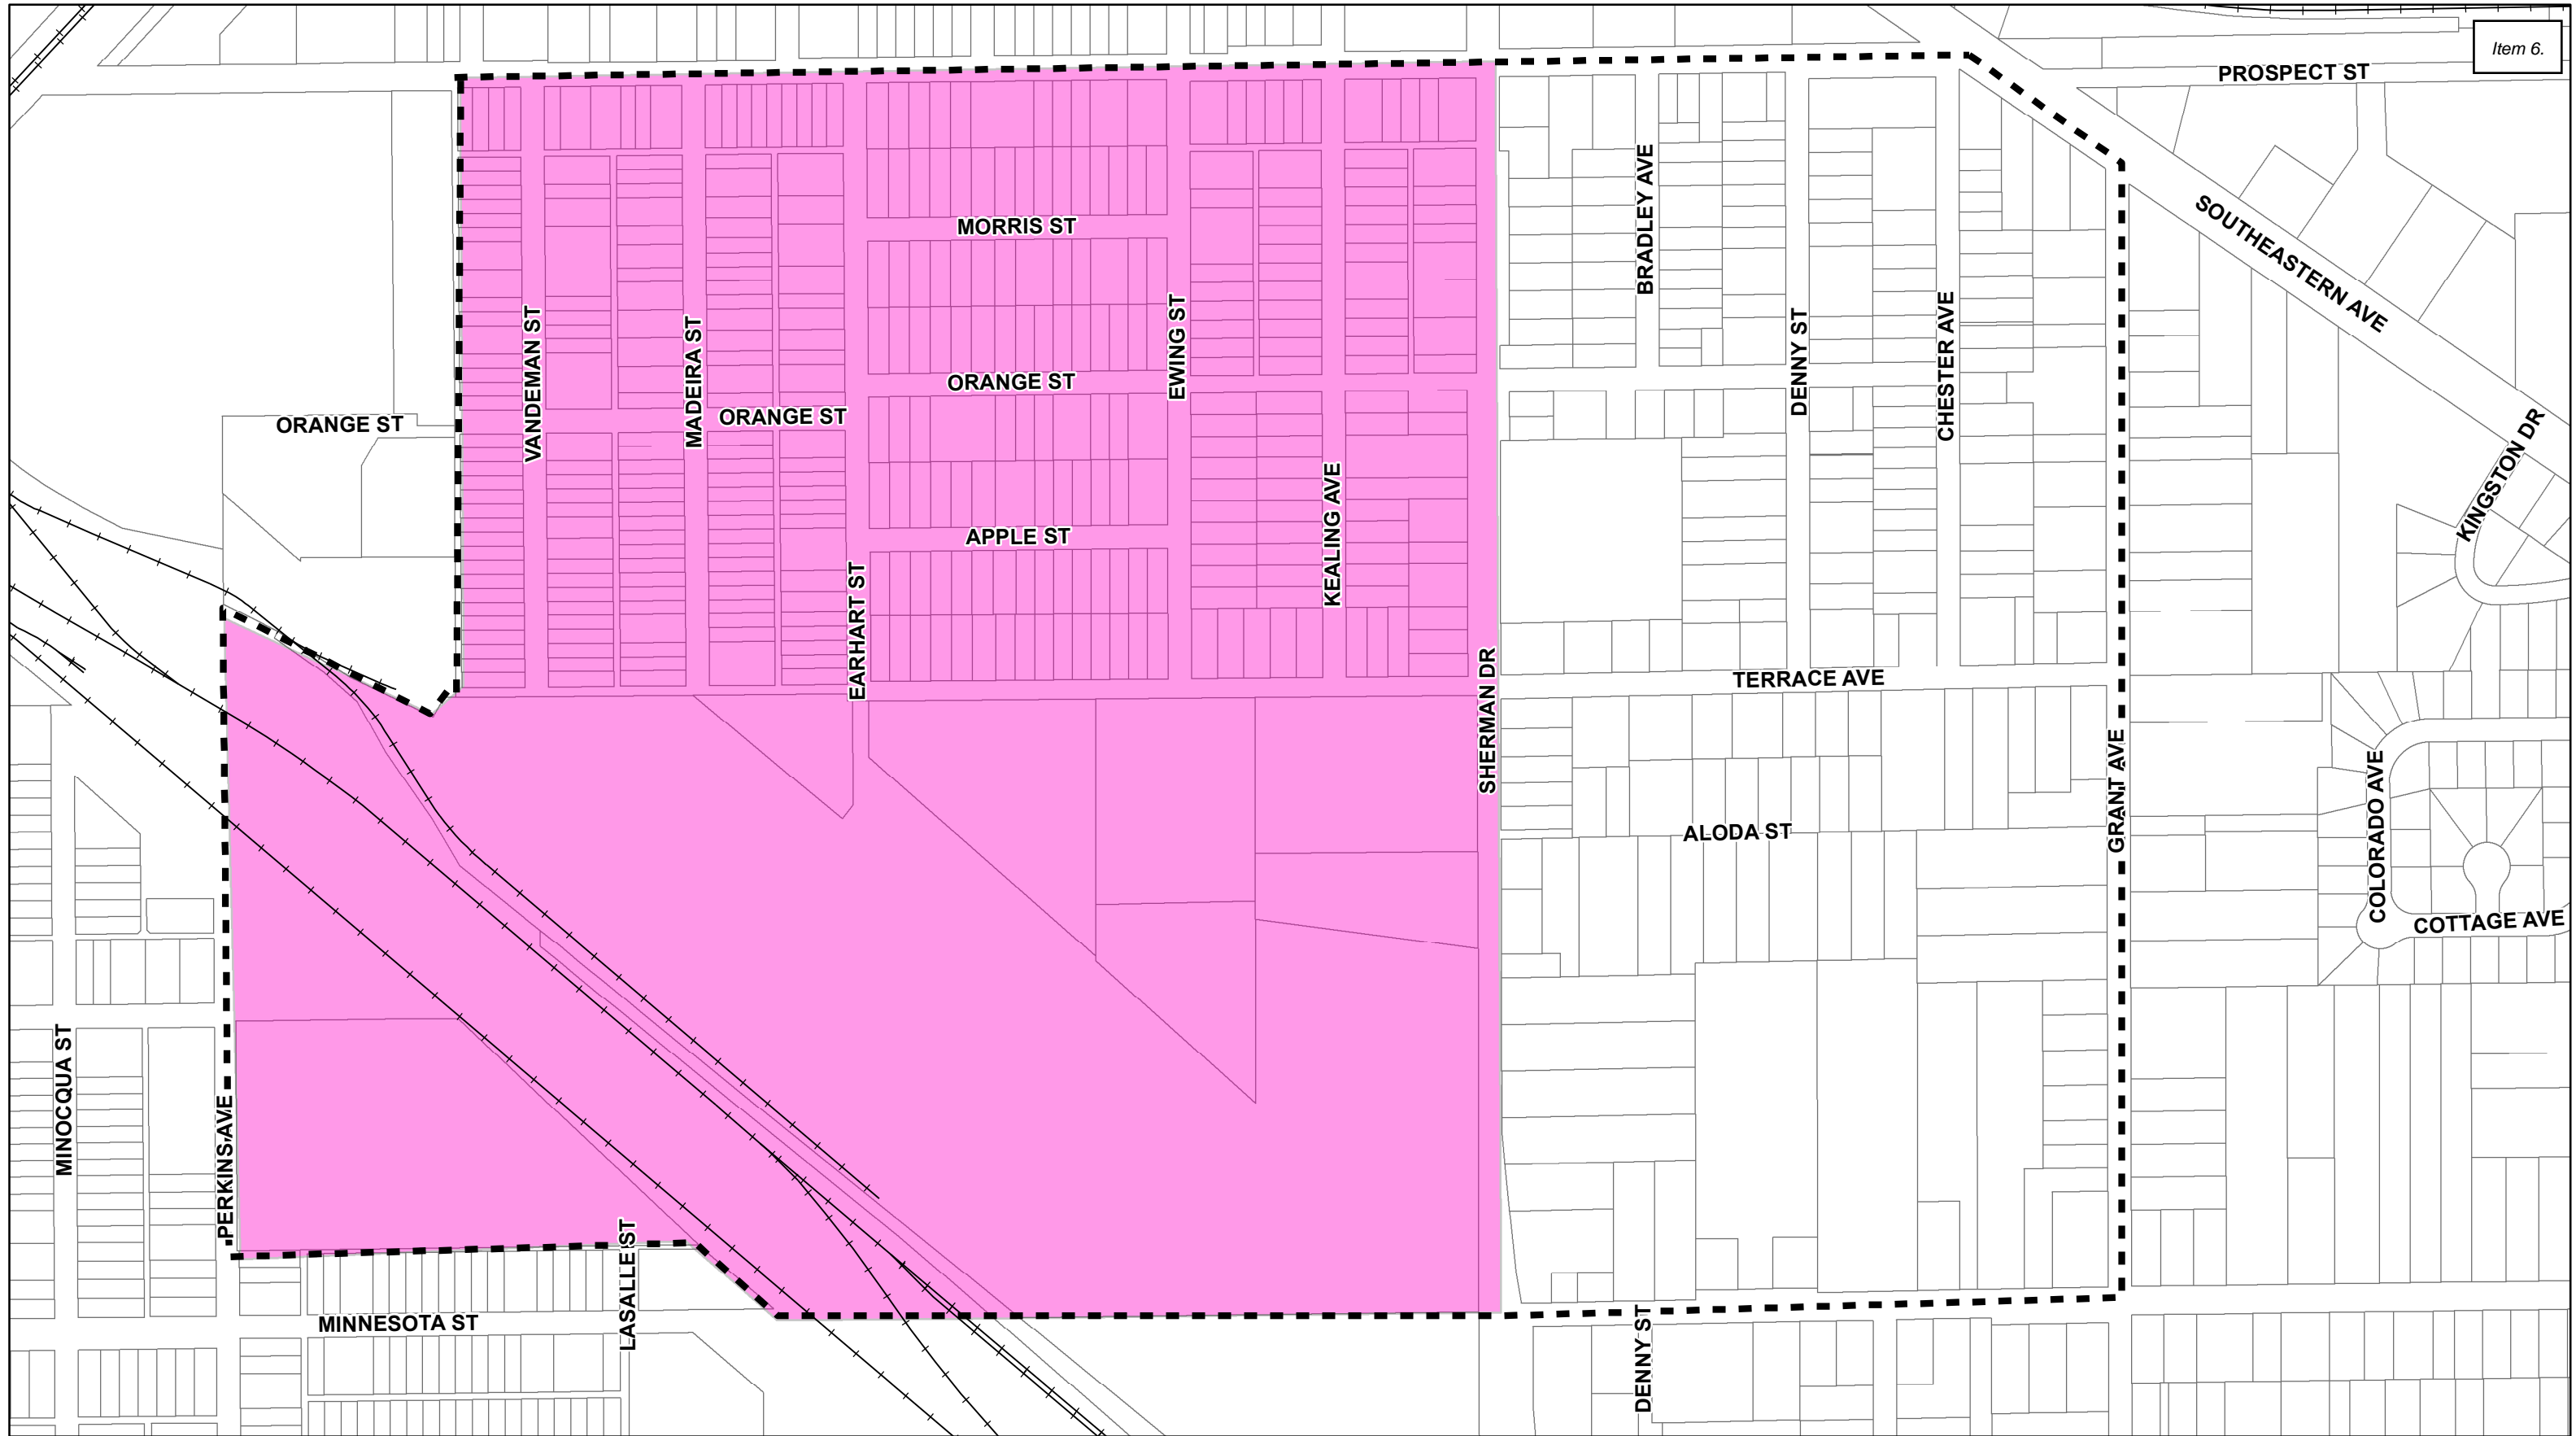 Item 6.
PROSPECT ST
SOUTHEASTERN AVE
BRADLEY AVE
MORRIS ST
VANDEMAN ST
MADEIRA ST
EWING ST
DENNY ST
CHESTER AVE
ORANGE ST
ORANGE ST
ORANGE ST
KINGSTON DR
KEALING AVE
APPLE ST
EARHART ST
SHERMAN DR
TERRACE AVE
GRANT AVE
ALODA ST
COLORADO AVE
COTTAGE AVE
MINOCQUA ST
PERKINS AVE
LASALLE ST
MINNESOTA ST
DENNY ST